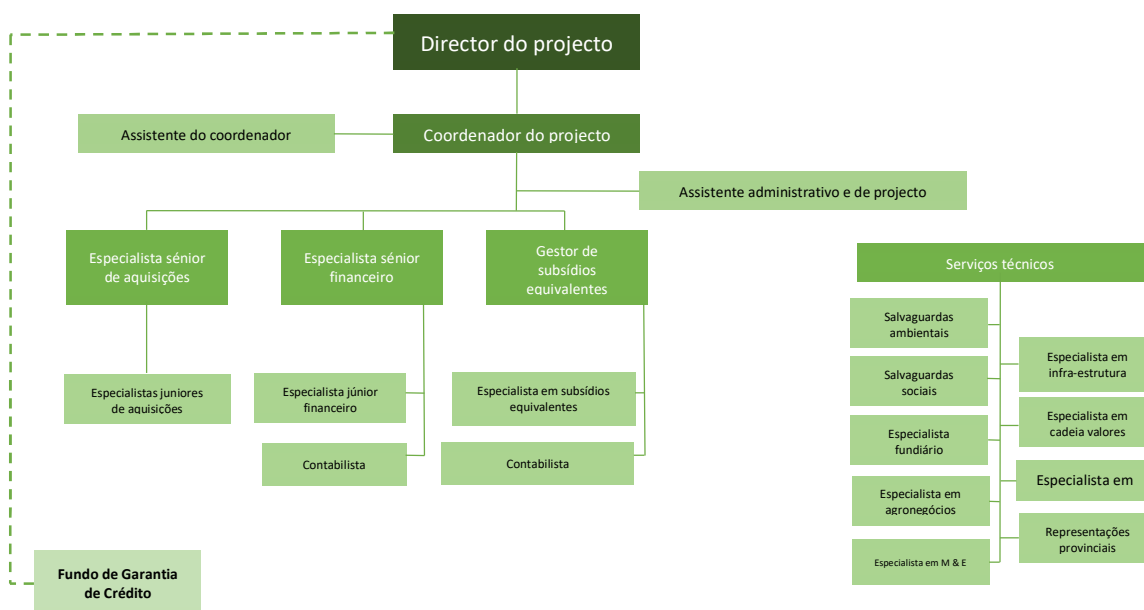 Director do projecto
Assistente do coordenador
Coordenador do projecto
Assistente administrativo e de projecto
Especialista sénior
de aquisições
Especialista sénior
financeiro
Gestor de
subsídios
equivalentes
Especialistas juniores
de aquisições
Especialista júnior
financeiro
Contabilista
Especialista em subsídios
equivalentes
Contabilista
Serviços técnicos
Salvaguardas
ambientais
Especialista em
infra-estrutura
Salvaguardas
sociais
Especialista em
cadeia valores
Especialista
fundiário
Especialista em
Especialista em
agronegócios
Representações
provinciais
Especialista em M & E
Fundo de Garantia
de Crédito